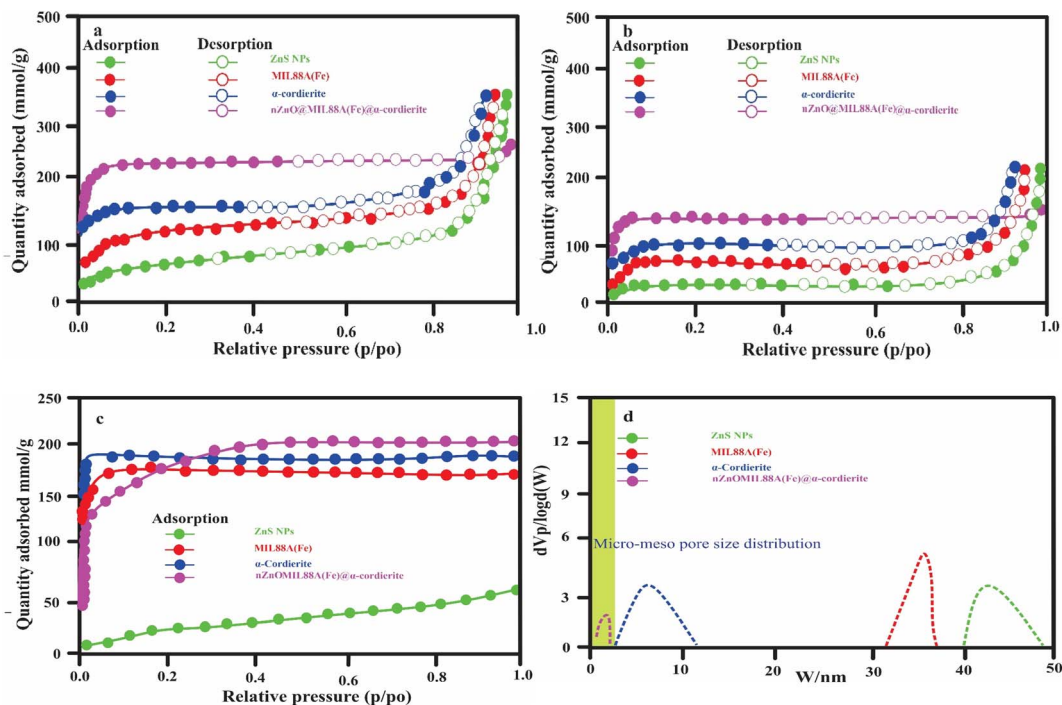 a
Adsorption Desorption
ZnS NPs
MIL88A(Fe)
α-cordierite
nZnO@MIL88A(Fe)@α-cordierite
Quantity adsorbed (mmol/g)
500
400
300
200
100
0
0.0 0.2 0.4 0.6 0.8 1.0
Relative pressure (p/po)
b
Adsorption Desorption
ZnS NPs
MIL88A(Fe)
α-cordierite
nZnO@MIL88A(Fe)@α-cordierite
Quantity adsorbed (mmol/g)
500
400
300
200
100
0
0.0 0.2 0.4 0.6 0.8 1.0
Relative pressure (p/po)
c
Adsorption
ZnS NPs
MIL88A(Fe)
α-Cordierite
nZnOMIL88A(Fe)@α-cordierite
Quantity adsorbed mmol/g
250
200
150
100
50
0
0.0 0.2 0.4 0.6 0.8 1.0
Relative pressure (p/po)
d
ZnS NPs
MIL88A(Fe)
α-Cordierite
nZnOMIL88A(Fe)@α-cordierite
Micro-meso pore size distribution
dVp/logd(W)
15
12
9
6
3
0
0 10 20 30 40 50
W/nm